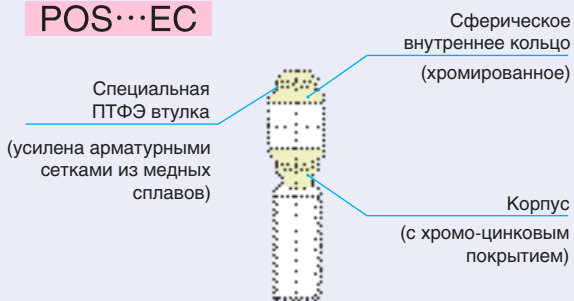 POS···EC
Сферическое
внутреннее кольцо
(хромированное)
Специальная
ПТФЭ втулка
(усилена арматурными
сетками из медных
сплавов)
Корпус
(с хромо-цинковым
покрытием)